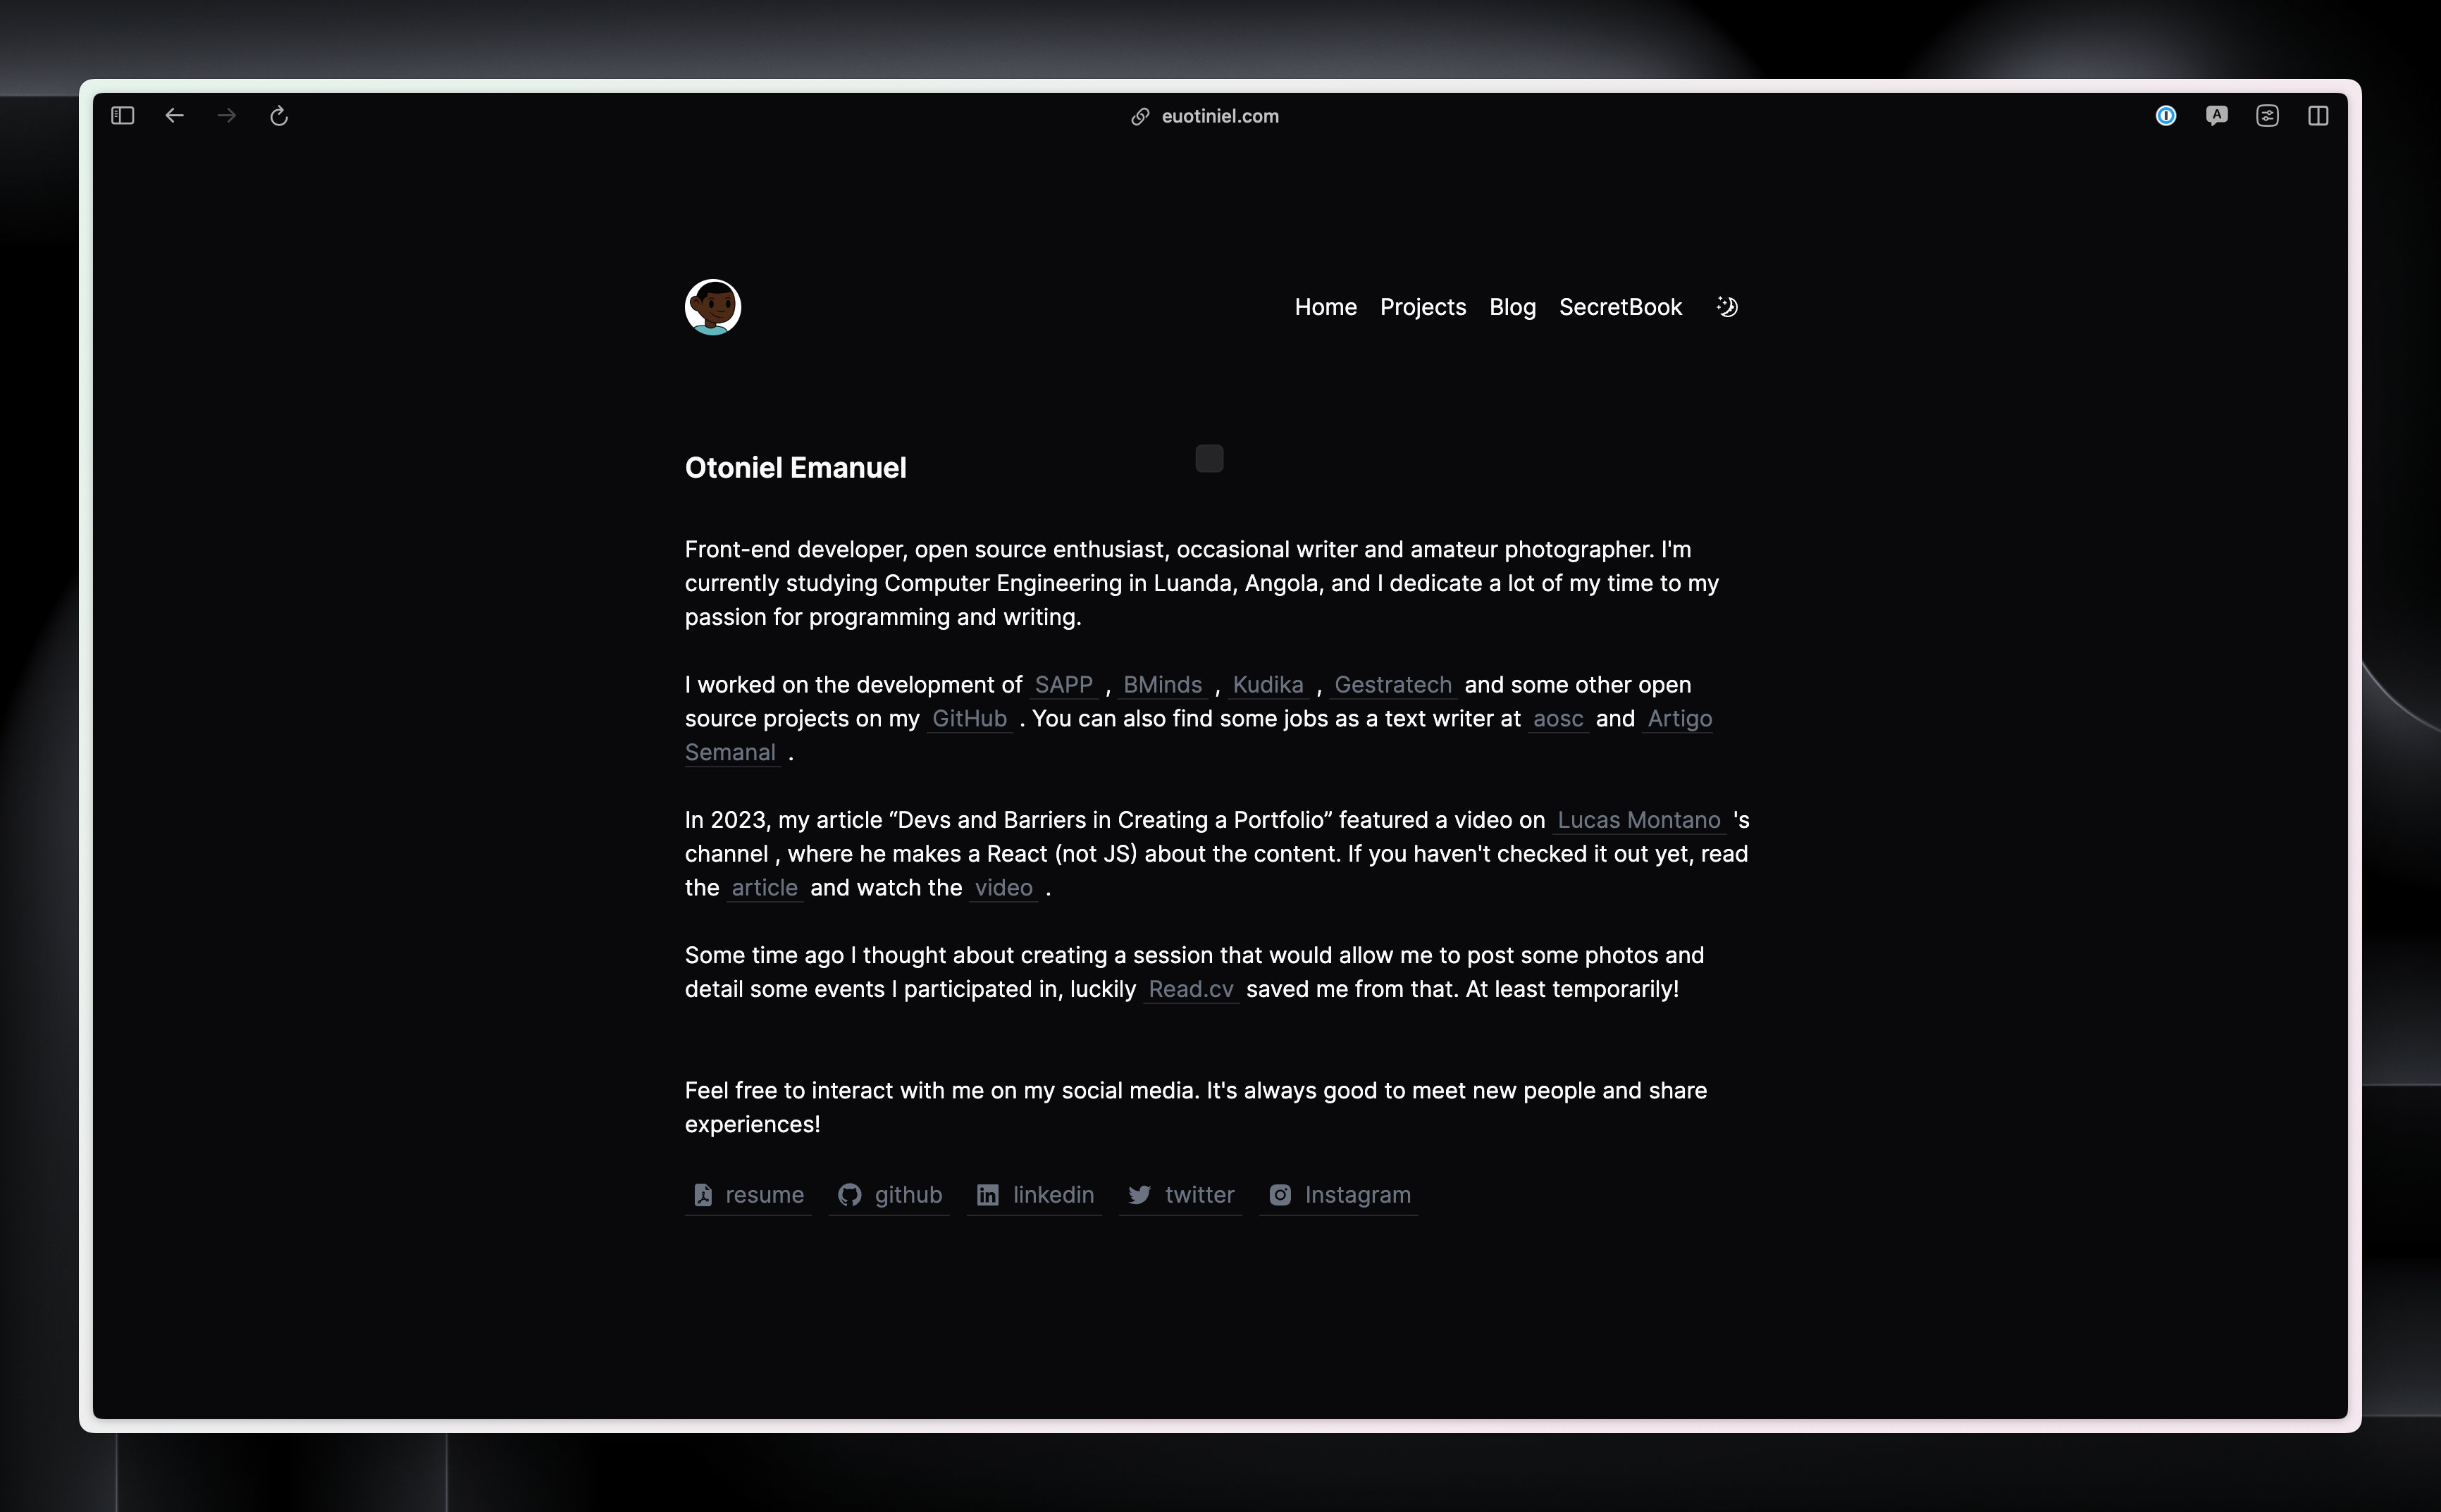 euotiniel.com
Home Projects Blog SecretBook
Otoniel Emanuel
Front-end developer, open source enthusiast, occasional writer and amateur photographer. I'm
currently studying Computer Engineering in Luanda, Angola, and I dedicate a lot of my time to my
passion for programming and writing.
I worked on the development of SAPP , BMinds , Kudika , Gestratech and some other open
source projects on my GitHub . You can also find some jobs as a text writer at aosc and Artigo
Semanal .
In 2023, my article “Devs and Barriers in Creating a Portfolio” featured a video on Lucas Montano 's
channel , where he makes a React (not JS) about the content. If you haven't checked it out yet, read
the article and watch the video .
Some time ago I thought about creating a session that would allow me to post some photos and
detail some events I participated in, luckily Read.cv saved me from that. At least temporarily!
Feel free to interact with me on my social media. It's always good to meet new people and share
experiences!
resume github linkedin twitter Instagram